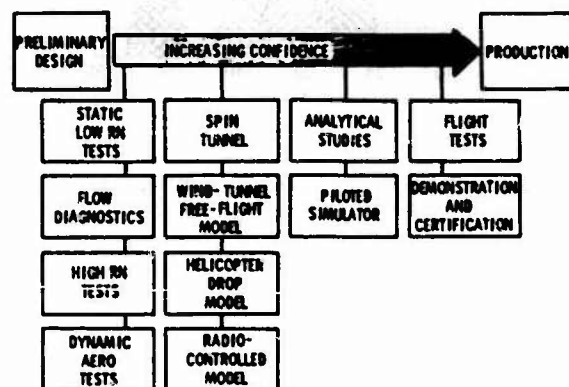 PRELIMINARY
DESIGN
INCREASING CONFIDENCE
PRODUCTION
STATIC
LOW RN
TESTS
FLOW
DIAGNOSTICS
HIGH RN
TESTS
DYNAMIC
AERO
TESTS
SPIN
TUNNEL
WIND-TUNNEL
FREE-FLIGHT
MODEL
HELICOPTER
DROP
MODEL
RADIO-
CONTROLLED
MODEL
ANALYTICAL
STUDIES
PILOTED
SIMULATOR
FLIGHT
TESTS
DEMONSTRATION
AND
CERTIFICATION